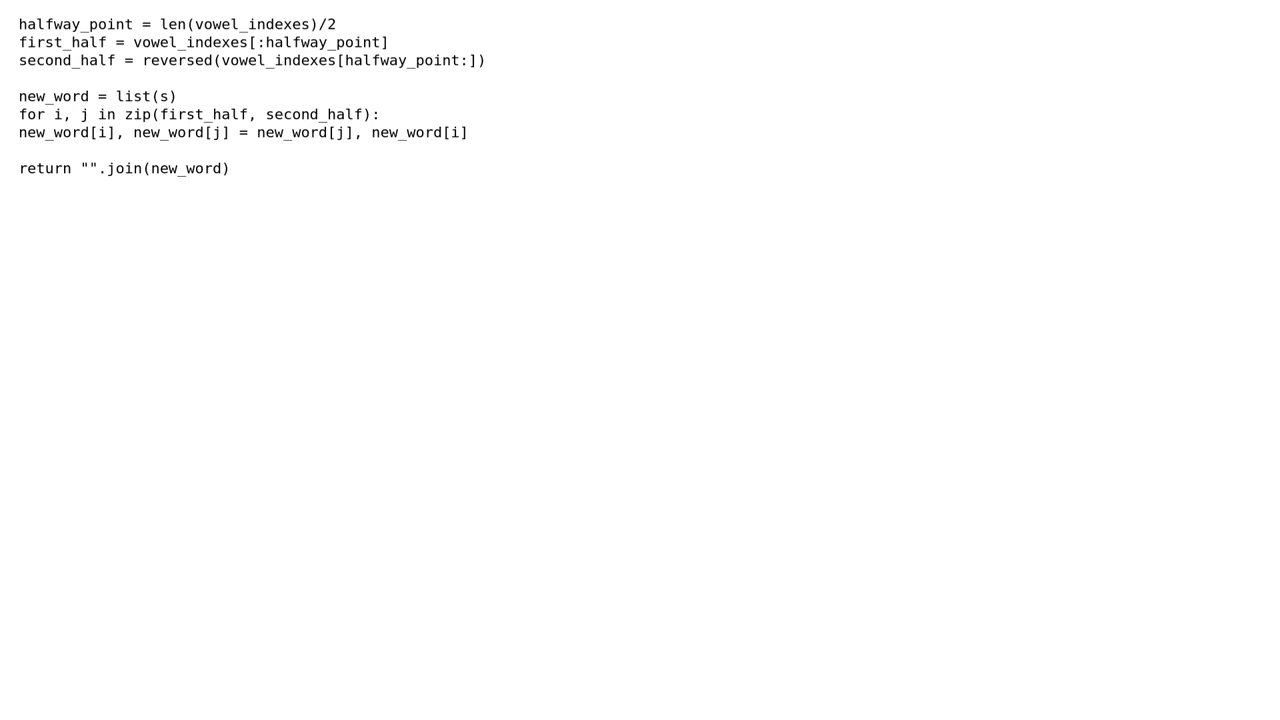 halfway_point = len(vowel_indexes)/2
first_half = vowel_indexes[:halfway_point]
second_half = reversed(vowel_indexes[halfway_point:])

new_word = list(s)
for i, j in zip(first_half, second_half):
new_word[i], new_word[j] = new_word[j], new_word[i]

return "".join(new_word)